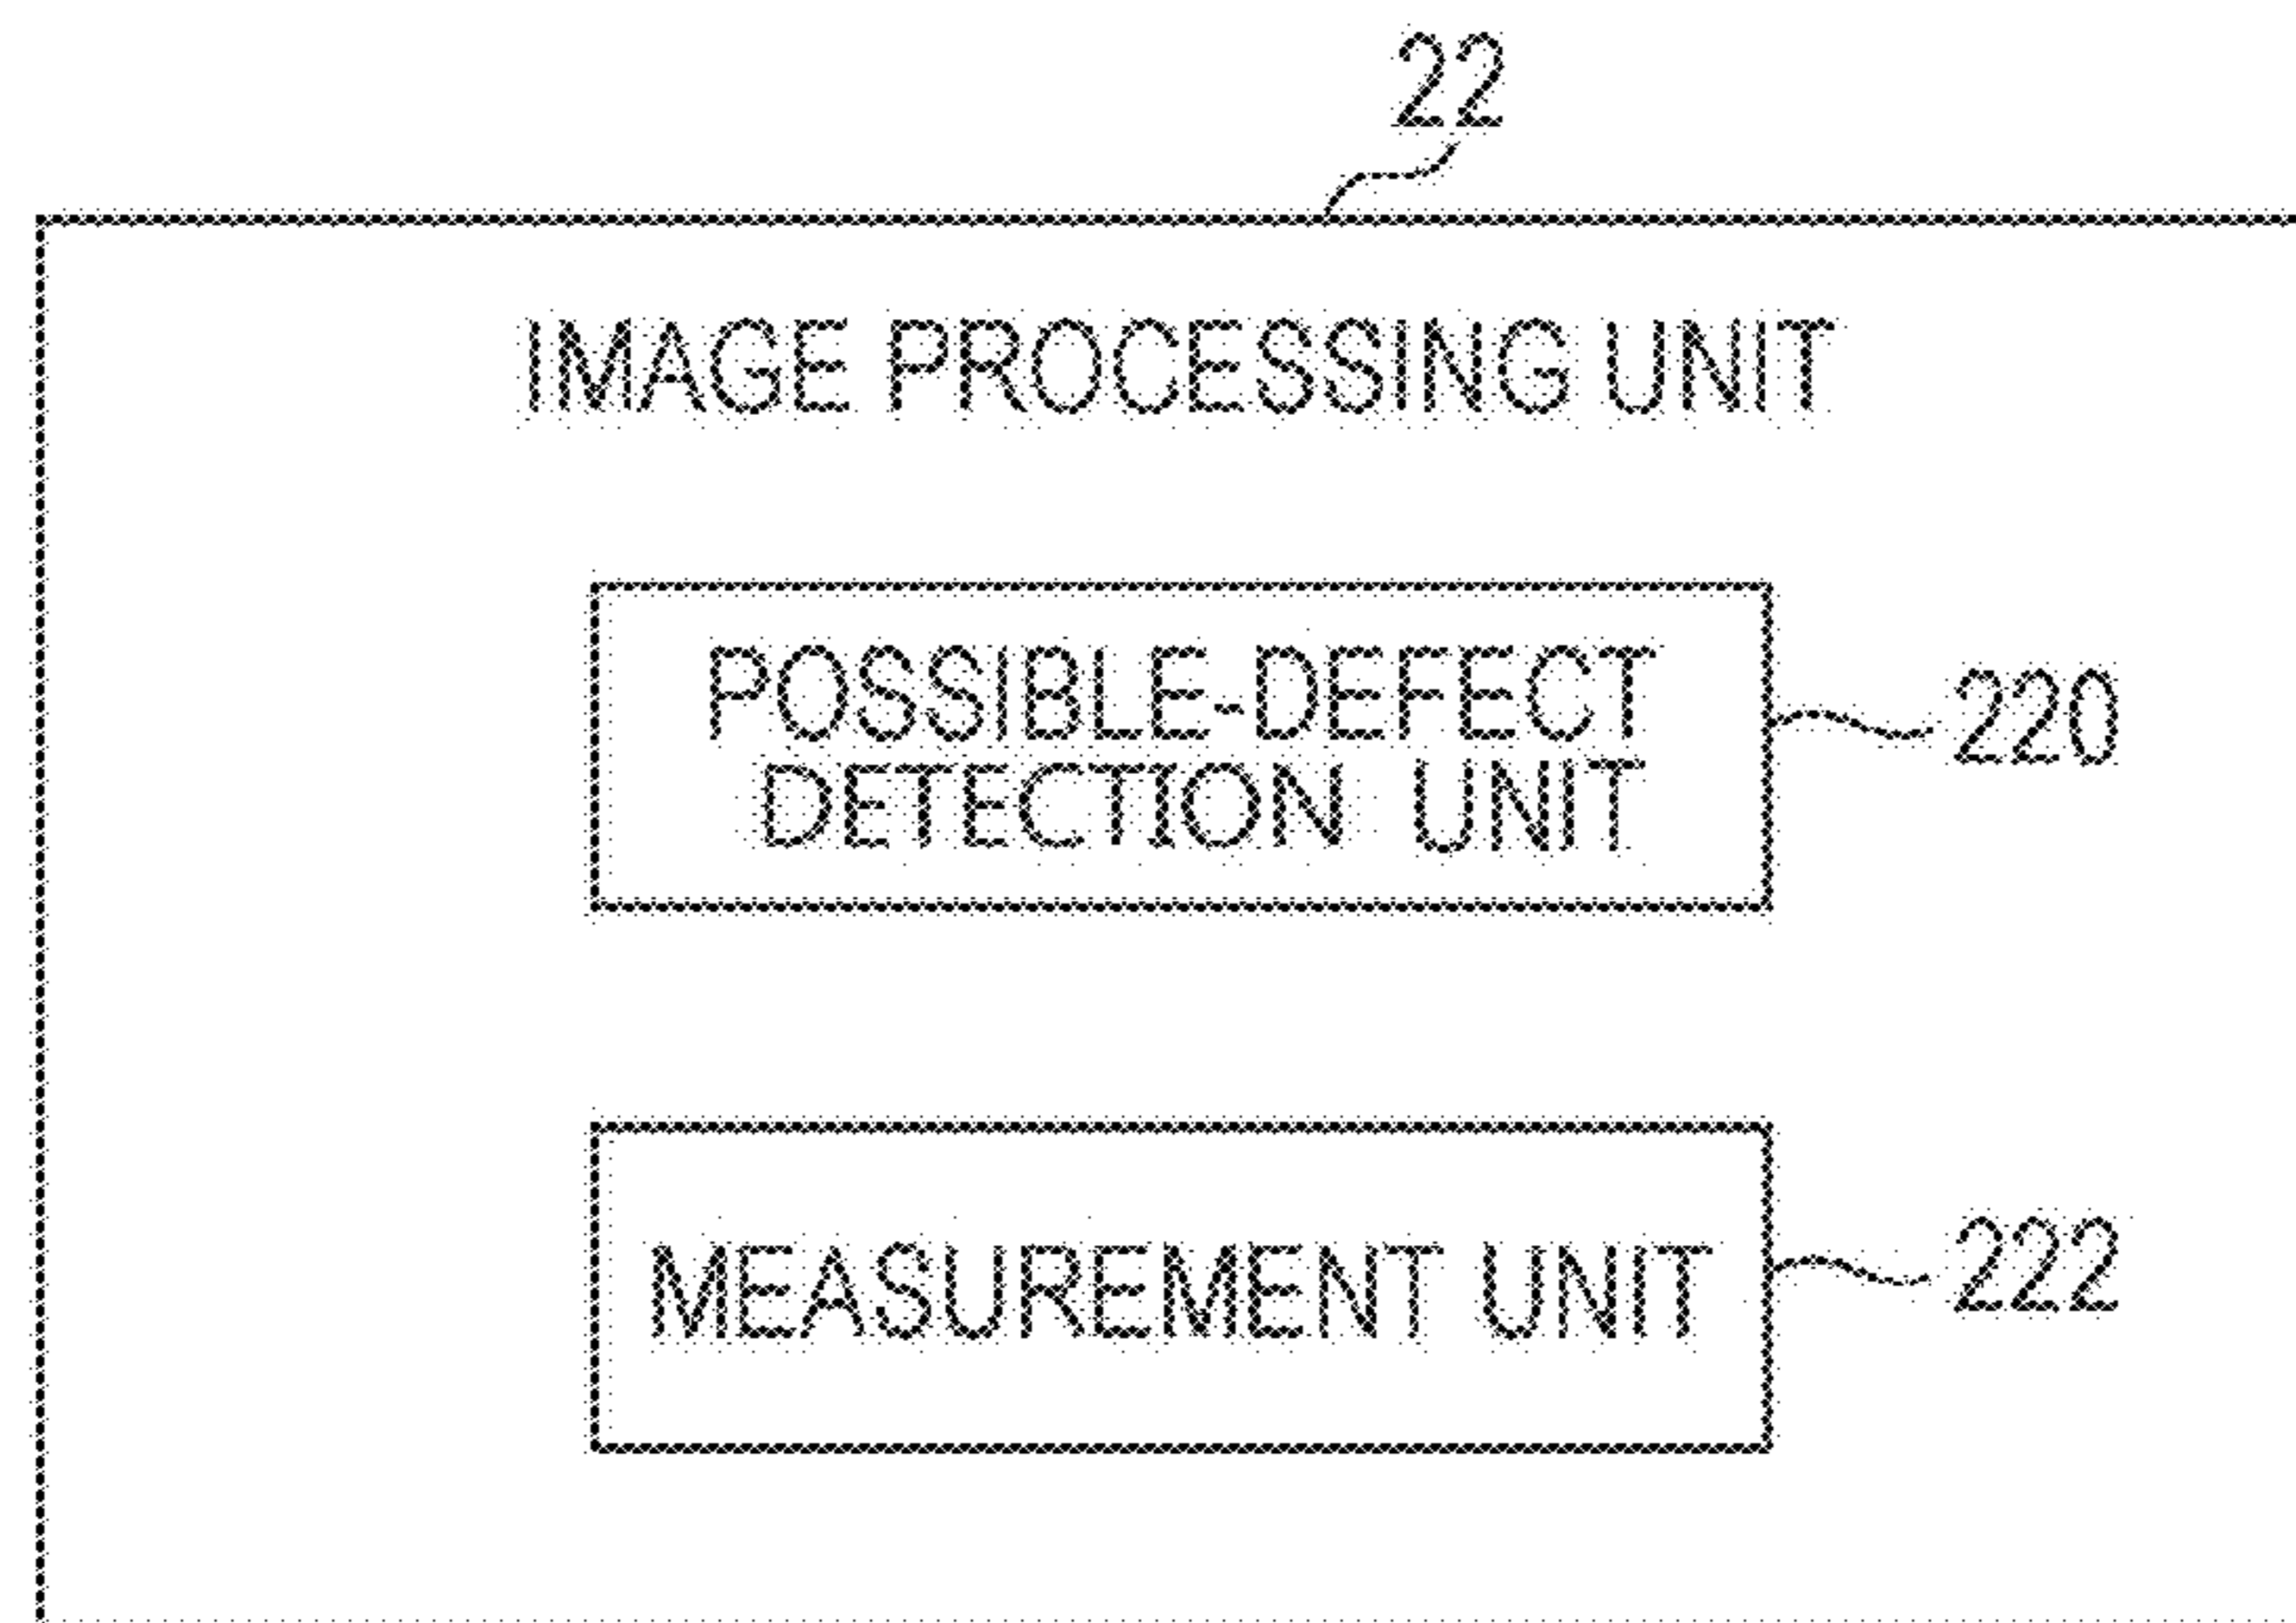 22
IMAGE PROCESSING UNIT
POSSIBLE-DEFECT
DETECTION UNIT
220
MEASUREMENT UNIT
222